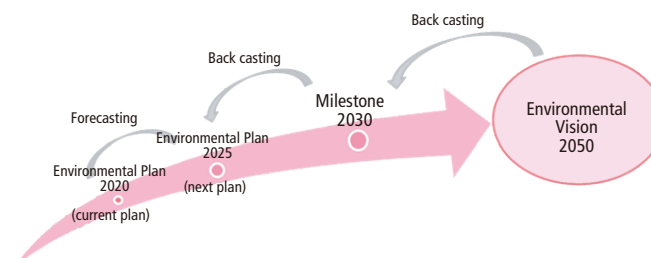 Back casting
Back casting
Milestone
2030
Environmental
Vision
2050
Forecasting
Environmental Plan
2025
(next plan)
Environmental Plan
2020
(current plan)